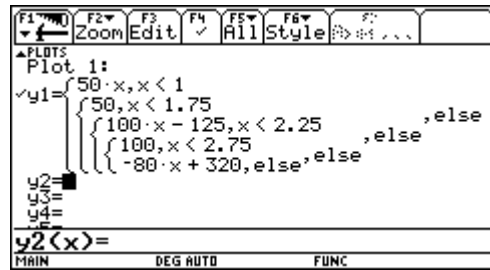 F1 F2 Zoom F3 Edit F4 ✓ F5 All F6 Style F7
▲PLOTS
Plot 1:
✓y1={50·x,x < 1
{50,x < 1.75
{100·x - 125,x < 2.25 ,else
{100,x < 2.75 ,else
{-80·x + 320,else,else
y2=
y3=
y4=
y2(x)=
MAIN DEG AUTO FUNC